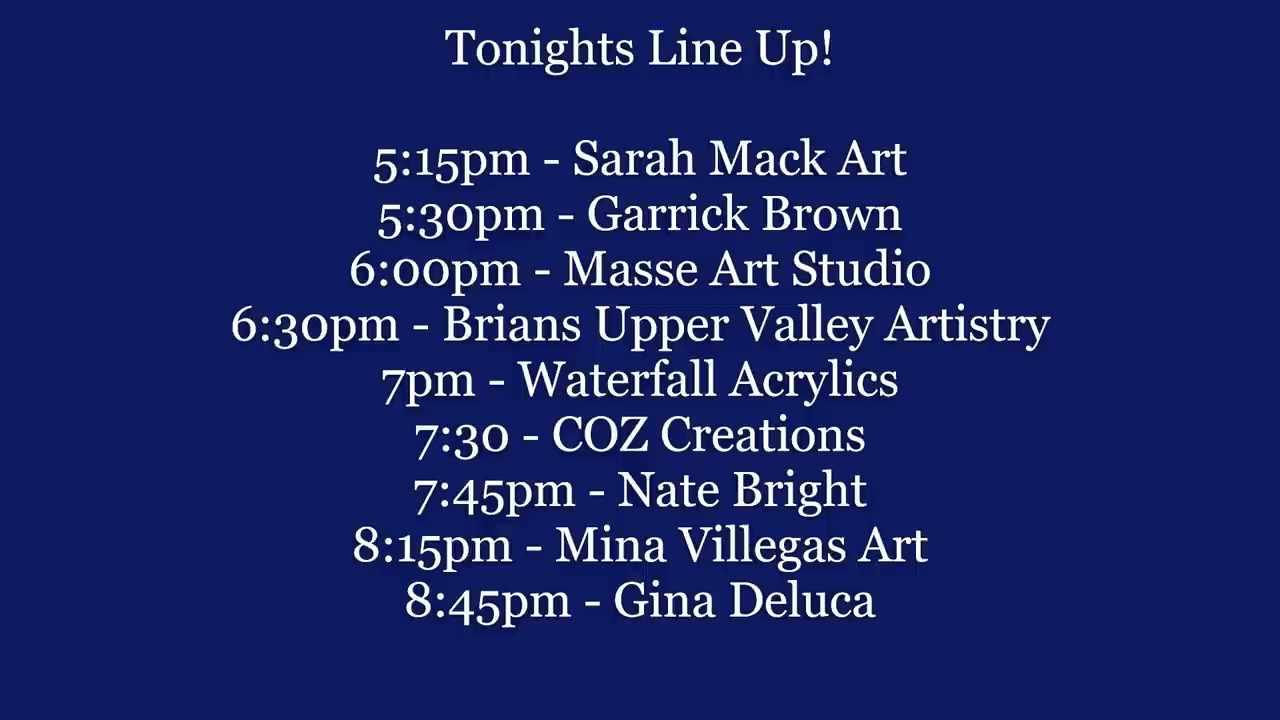 Tonights Line Up!
5:15pm - Sarah Mack Art
5:30pm - Garrick Brown
6:00pm - Masse Art Studio
6:30pm - Brians Upper Valley Artistry
7pm - Waterfall Acrylics
7:30 - COZ Creations
7:45pm - Nate Bright
8:15pm - Mina Villegas Art
8:45pm - Gina Deluca